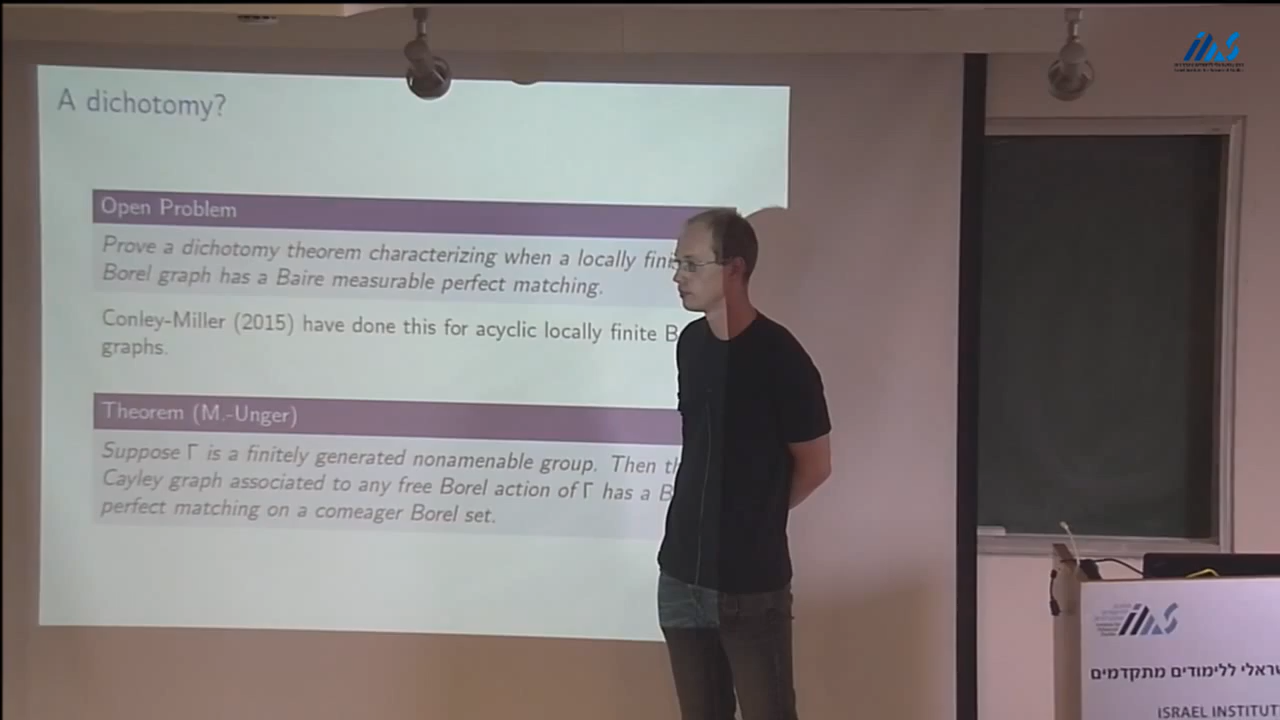 A dichotomy?
Open Problem
Prove a dichotomy theorem characterizing when a locally fini
Borel graph has a Baire measurable perfect matching.
Conley-Miller (2015) have done this for acyclic locally finite B
graphs.
Theorem (M.-Unger)
Suppose Γ is a finitely generated nonamenable group. Then th
Cayley graph associated to any free Borel action of Γ has a B
perfect matching on a comeager Borel set.
ias
ias
שראלי ללימודים מתקדמים
ISRAEL INSTITUT